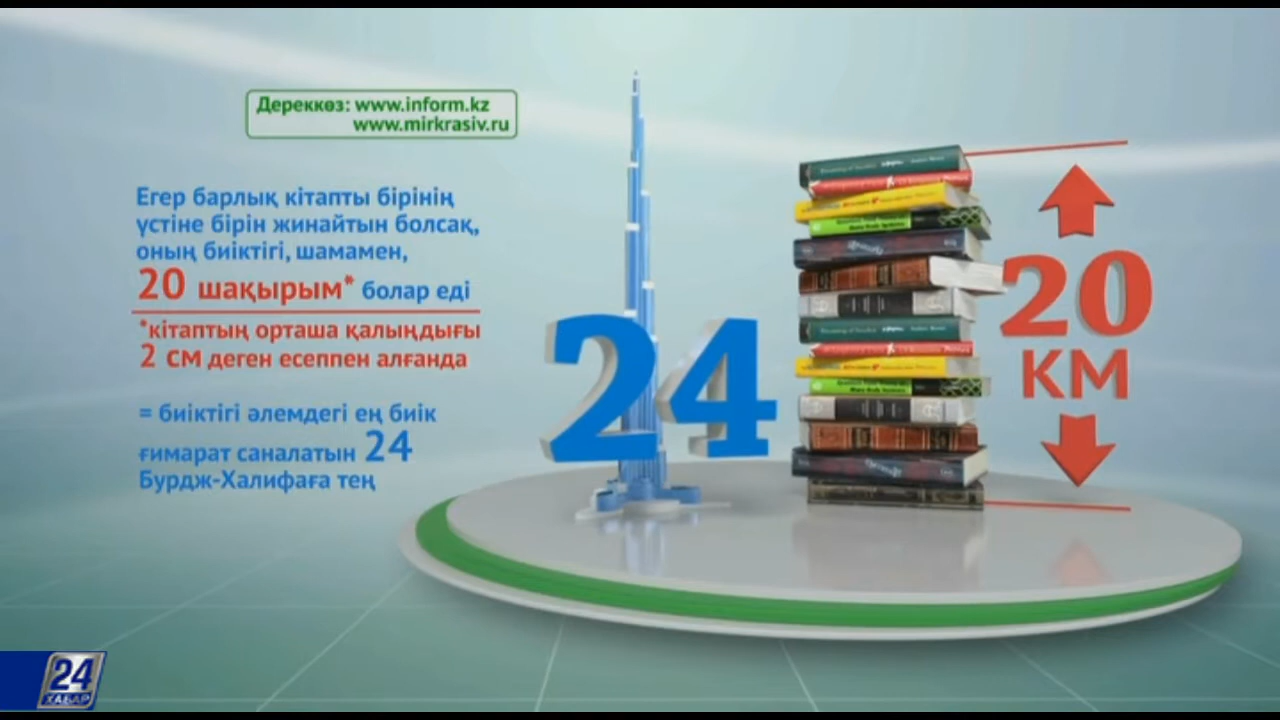 Дереккөз: www.inform.kz
www.mirkrasiv.ru
Егер барлық кітапты бірінің
үстіне бірін жинайтын болсақ,
оның биіктігі, шамамен,
20 шақырым* болар еді
*кітаптың орташа қалыңдығы
2 см деген есеппен алғанда
= биіктігі әлемдегі ең биік
ғимарат саналатын 24
Бурдж-Халифаға тең
24
20
КМ
24
ХАБАР